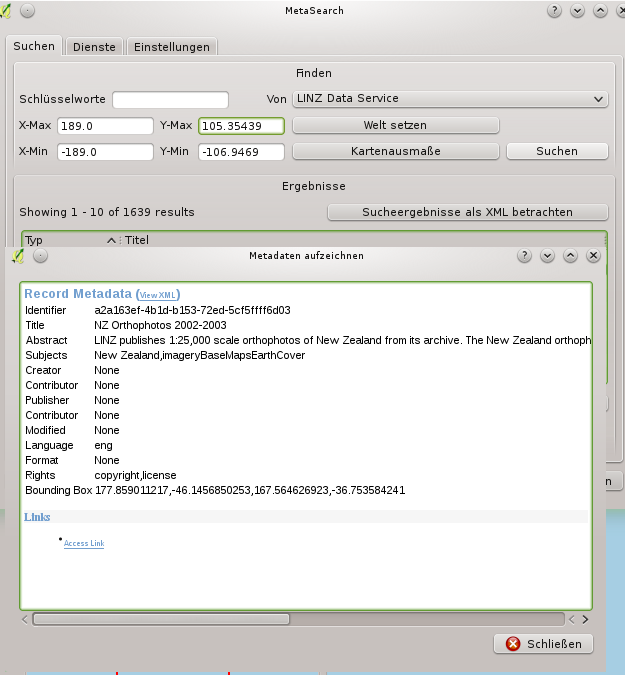 MetaSearch
Suchen Dienste Einstellungen
Finden
Schlüsselworte Von LINZ Data Service
X-Max 189.0 Y-Max 105.35439 Welt setzen
X-Min -189.0 Y-Min -106.9469 Kartenausmaße Suchen
Ergebnisse
Showing 1 - 10 of 1639 results Sucheergebnisse als XML betrachten
Typ Titel
Metadaten aufzeichnen
Record Metadata (View XML)
Identifier a2a163ef-4b1d-b153-72ed-5cf5ffff6d03
Title NZ Orthophotos 2002-2003
Abstract LINZ publishes 1:25,000 scale orthophotos of New Zealand from its archive. The New Zealand orthoph
Subjects New Zealand,imageryBaseMapsEarthCover
Creator None
Contributor None
Publisher None
Contributor None
Modified None
Language eng
Format None
Rights copyright,license
Bounding Box 177.859011217,-46.1456850253,167.564626923,-36.753584241
Links
Access Link
n
Schließen